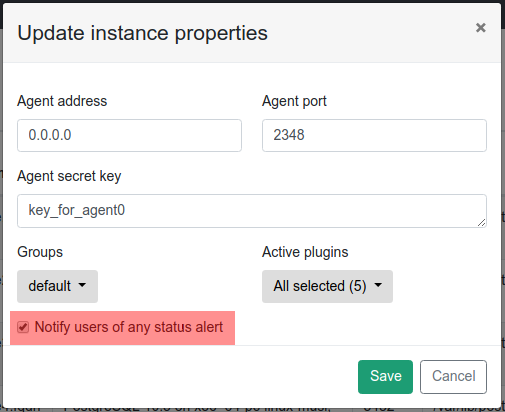 Update instance properties ×
Agent address Agent port
0.0.0.0 2348
Agent secret key
key_for_agent0
Groups Active plugins
default All selected (5)
Notify users of any status alert
Save Cancel